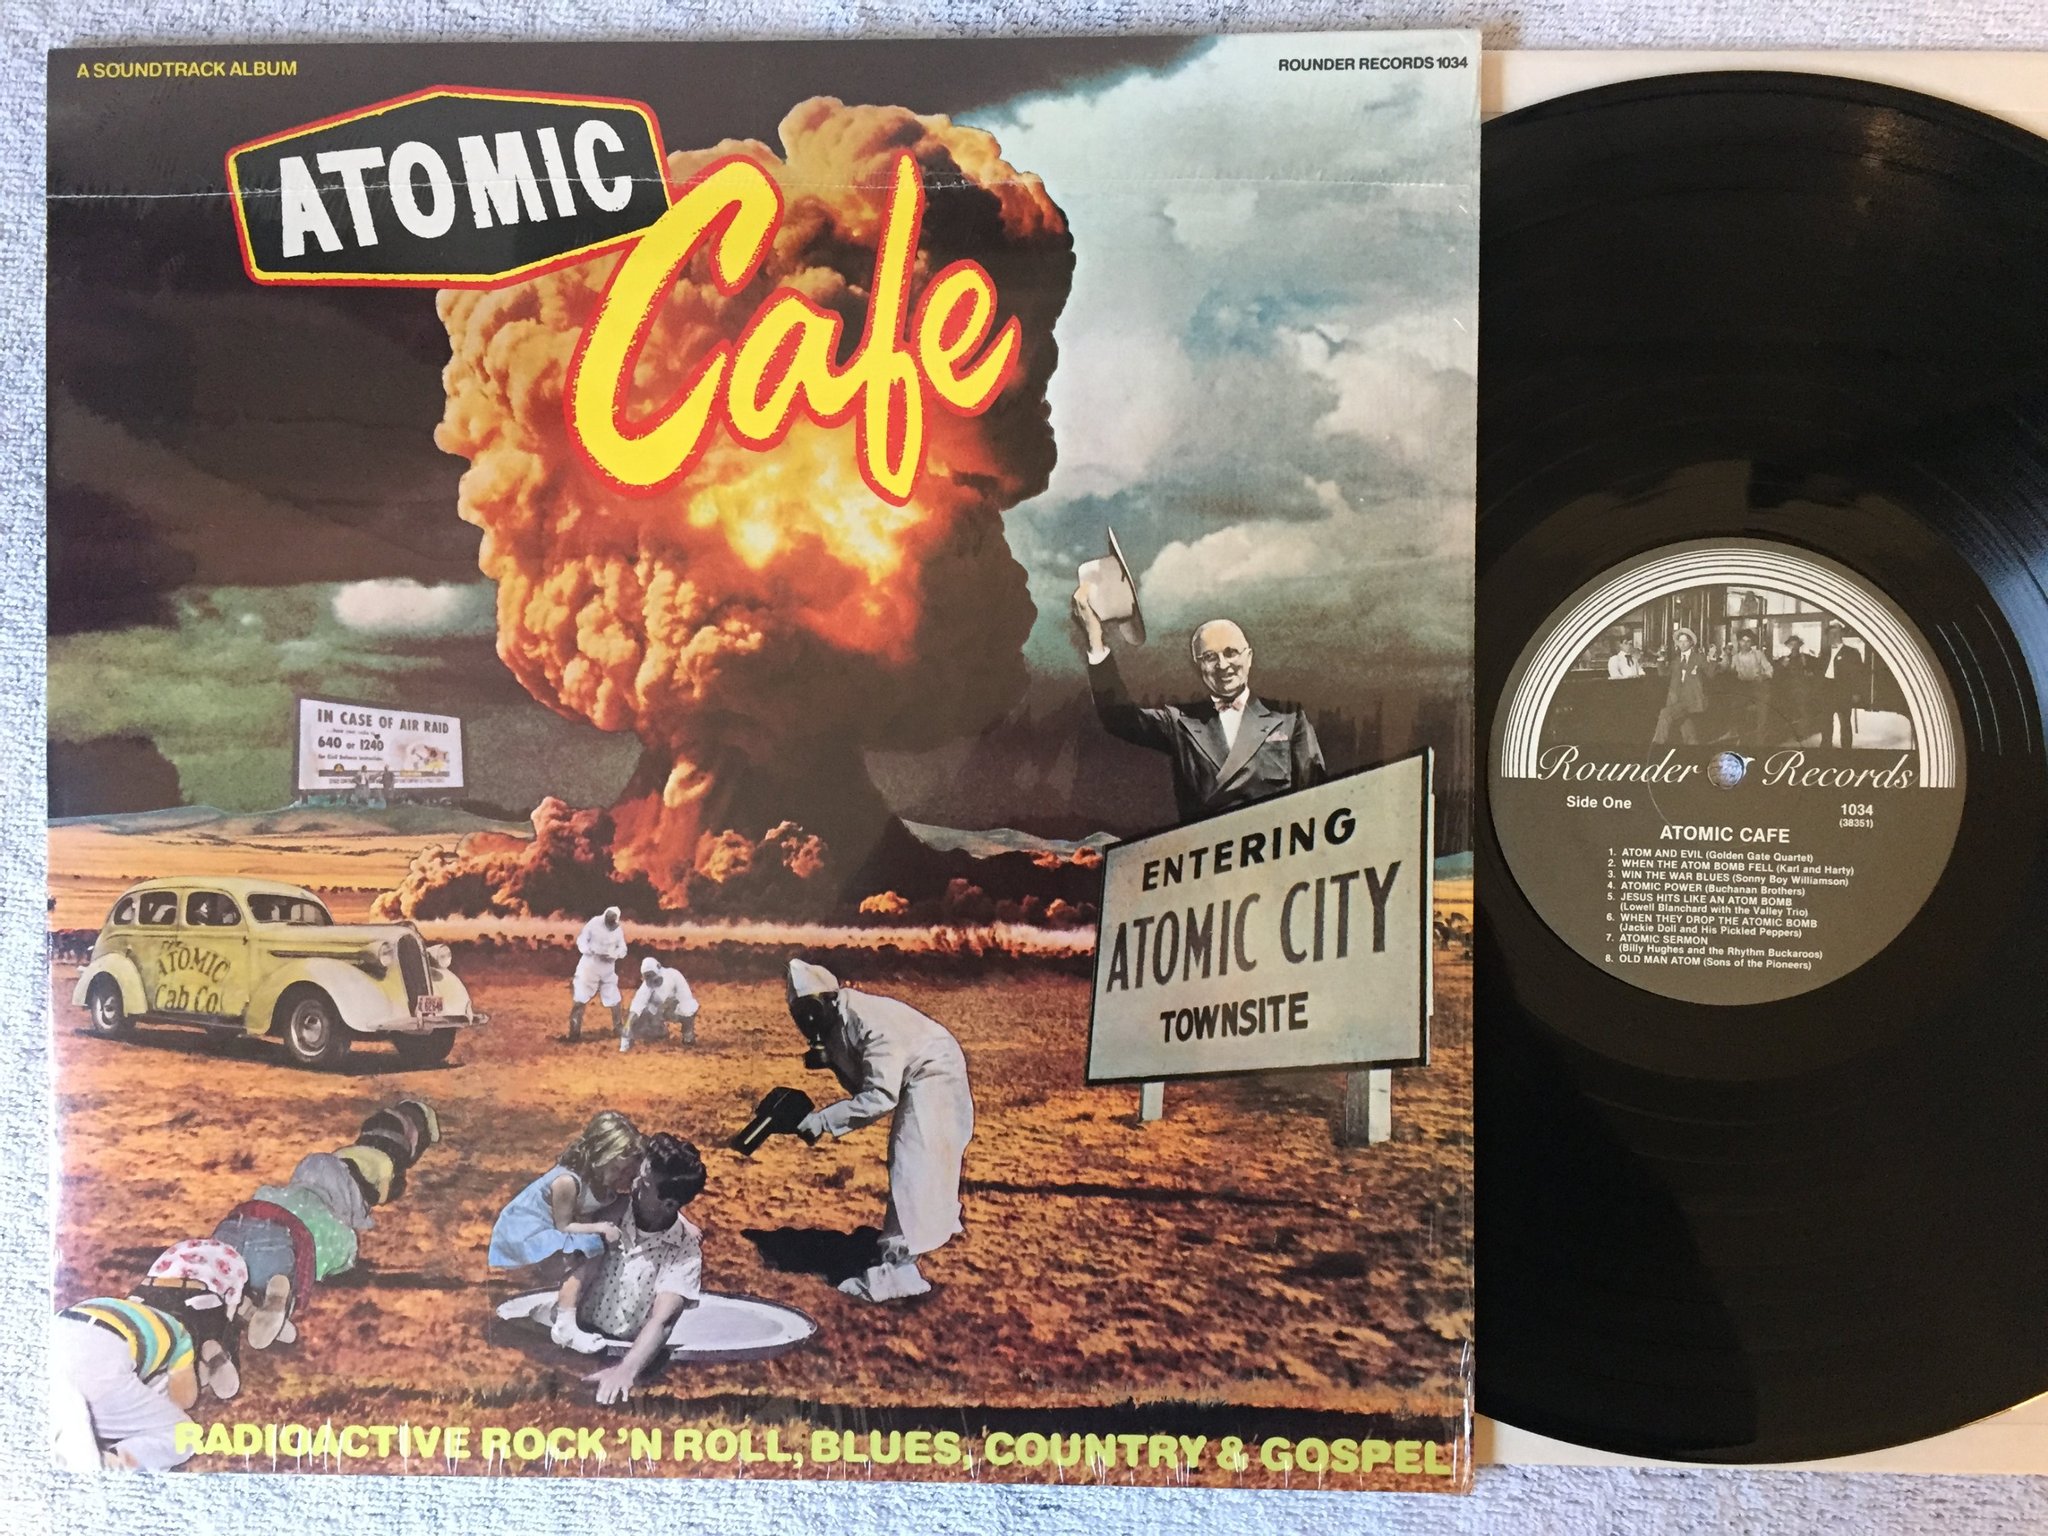 A SOUNDTRACK ALBUM
ROUNDER RECORDS 1034
ATOMIC
Cafe
IN CASE OF AIR RAID
640 or 1240
for Civil Defense instructions
ENTERING
ATOMIC CITY
TOWNSITE
ATOMIC
Cab Co.
RADIOACTIVE ROCK 'N ROLL, BLUES, COUNTRY & GOSPEL
Rounder Records
Side One
1034
(38351)
ATOMIC CAFE
1. ATOM AND EVIL (Golden Gate Quartet)
2. WHEN THE ATOM BOMB FELL (Karl and Harty)
3. WIN THE WAR BLUES (Sonny Boy Williamson)
4. ATOMIC POWER (Buchanan Brothers)
5. JESUS HITS LIKE AN ATOM BOMB
(Lowell Blanchard with the Valley Trio)
6. WHEN THEY DROP THE ATOMIC BOMB
(Jackie Doll and His Pickled Peppers)
7. ATOMIC SERMON
(Billy Hughes and the Rhythm Buckaroos)
8. OLD MAN ATOM (Sons of the Pioneers)